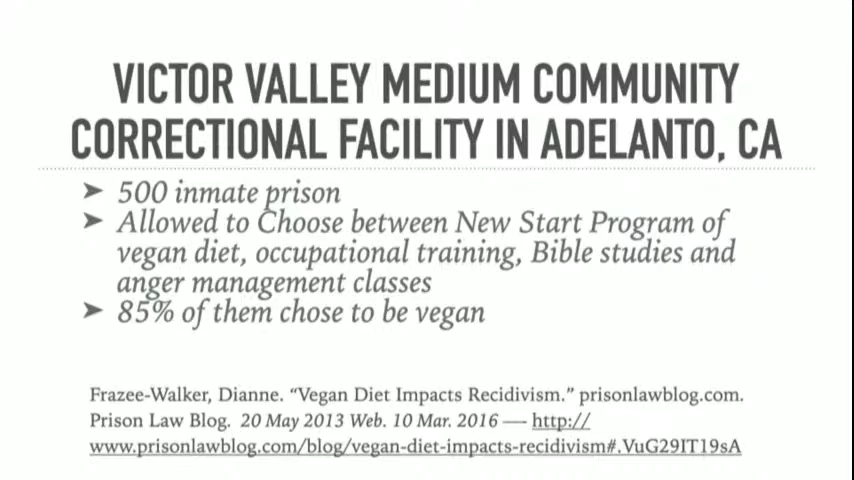 VICTOR VALLEY MEDIUM COMMUNITY
CORRECTIONAL FACILITY IN ADELANTO, CA
➤ 500 inmate prison
➤ Allowed to Choose between New Start Program of
vegan diet, occupational training, Bible studies and
anger management classes
➤ 85% of them chose to be vegan
Frazee-Walker, Dianne. “Vegan Diet Impacts Recidivism.” prisonlawblog.com.
Prison Law Blog. 20 May 2013 Web. 10 Mar. 2016 — http://
www.prisonlawblog.com/blog/vegan-diet-impacts-recidivism#.VuG29IT19sA